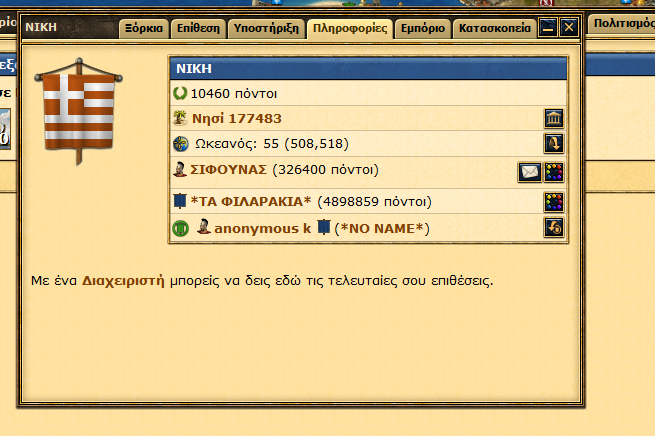 ΝΙΚΗ
Ξόρκια Επίθεση Υποστήριξη Πληροφορίες Εμπόριο Κατασκοπεία
Πολιτισμός
ΝΙΚΗ
10460 πόντοι
Νησί 177483
Ωκεανός: 55 (508,518)
ΣΙΦΟΥΝΑΣ (326400 πόντοι)
*ΤΑ ΦΙΛΑΡΑΚΙΑ* (4898859 πόντοι)
anonymous k (*NO NAME*)
Με ένα Διαχειριστή μπορείς να δεις εδώ τις τελευταίες σου επιθέσεις.